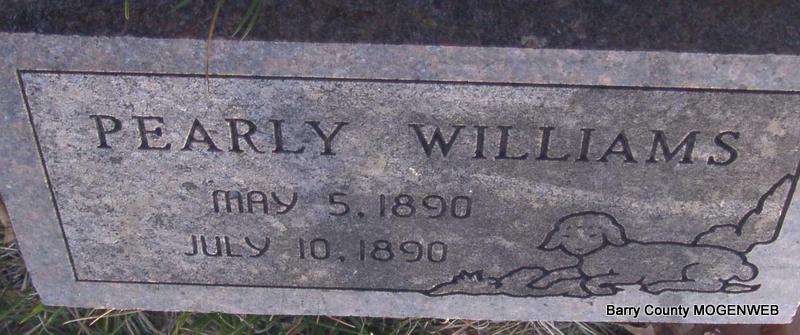 PEARLY WILLIAMS
MAY 5, 1890
JULY 10, 1890
Barry County MOGENWEB